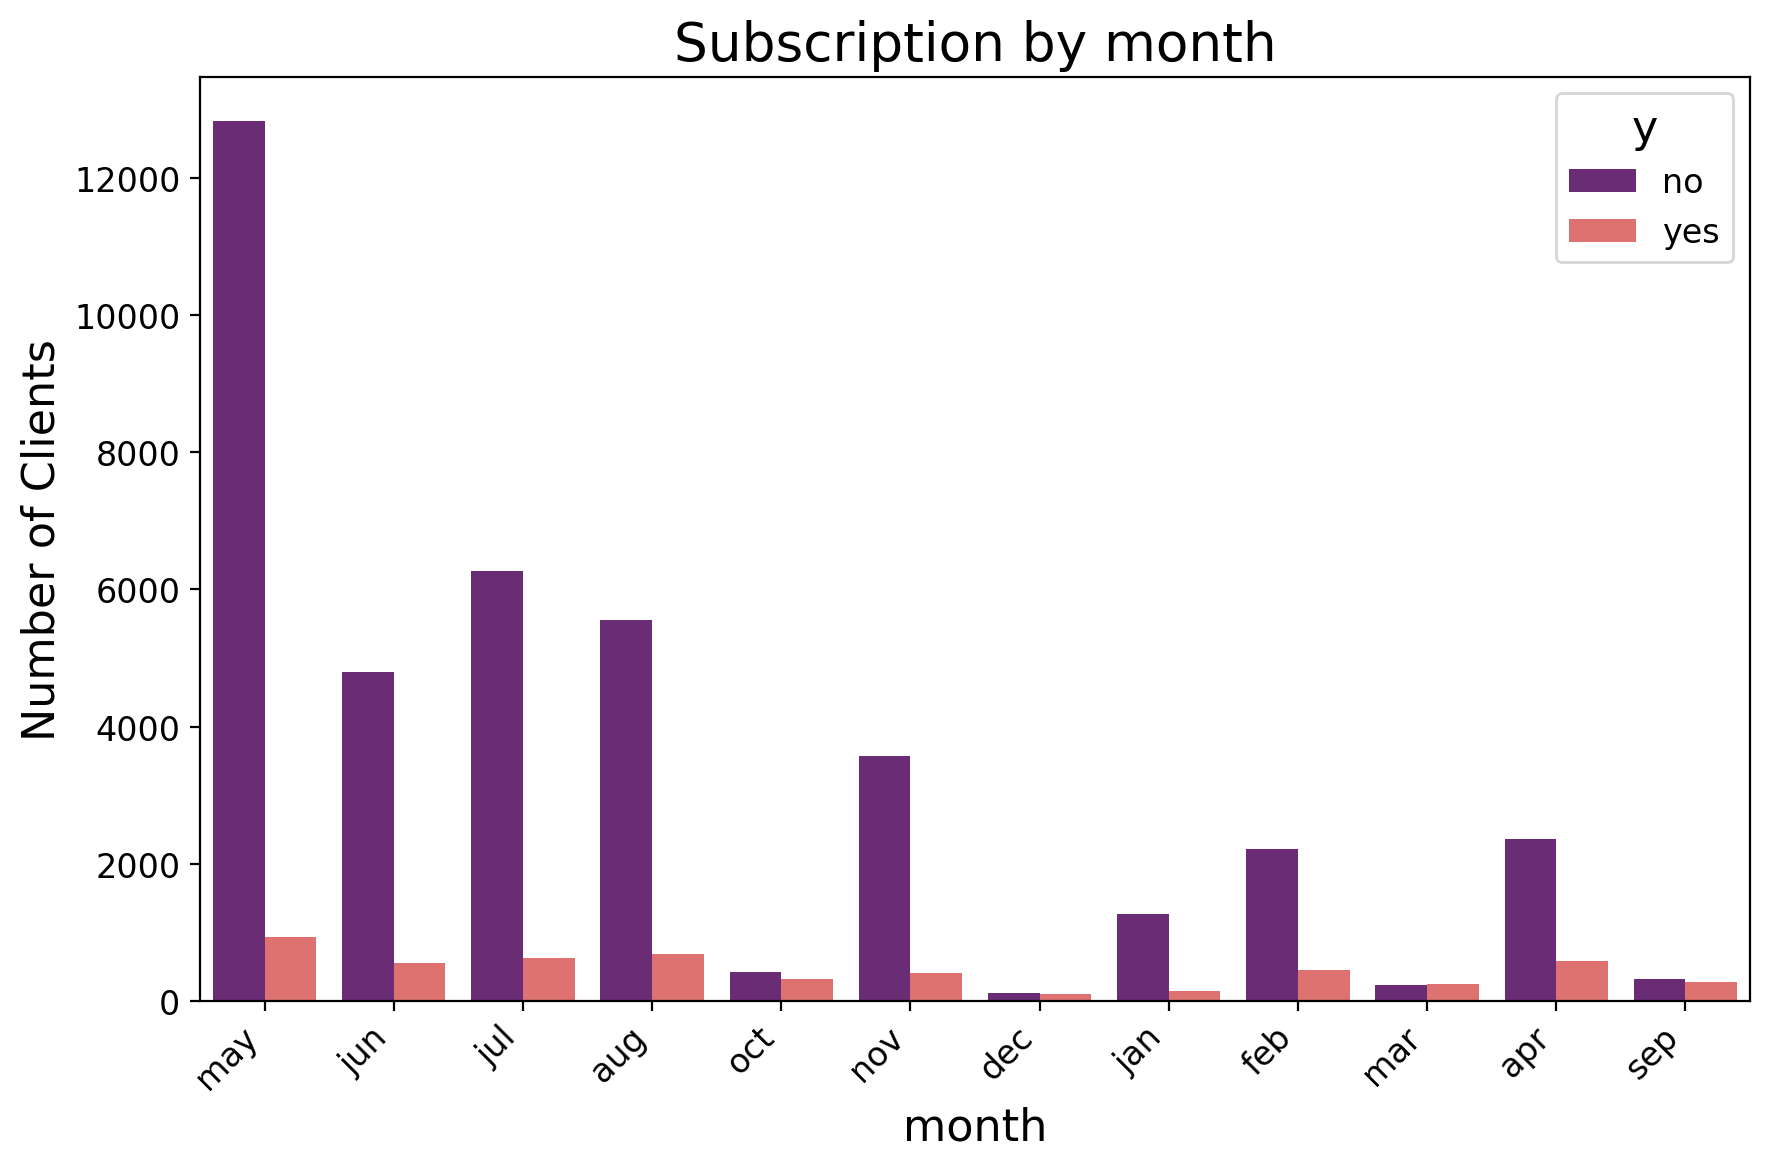 Subscription by month
y
no
yes
Number of Clients
12000
10000
8000
6000
4000
2000
0
may
jun
jul
aug
oct
nov
dec
jan
feb
mar
apr
sep
month